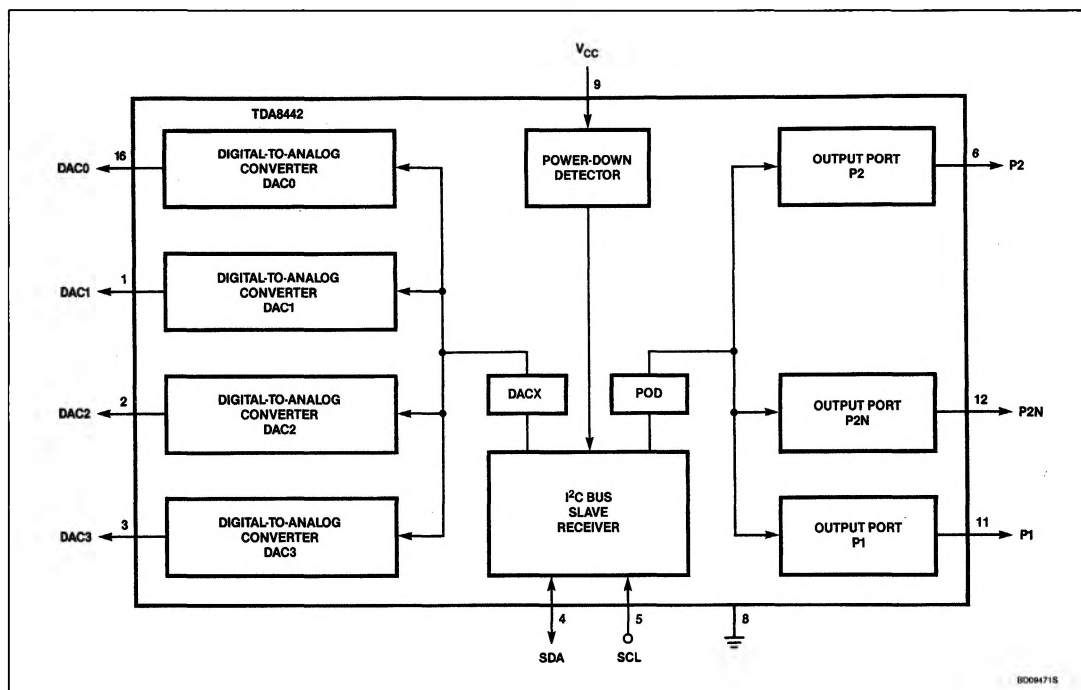 VCC
9
TDA8442
DAC0
16
DIGITAL-TO-ANALOG
CONVERTER
DAC0
POWER-DOWN
DETECTOR
OUTPUT PORT
P2
6
P2
DAC1
1
DIGITAL-TO-ANALOG
CONVERTER
DAC1
DAC2
2
DIGITAL-TO-ANALOG
CONVERTER
DAC2
DACX
POD
OUTPUT PORT
P2N
12
P2N
DAC3
3
DIGITAL-TO-ANALOG
CONVERTER
DAC3
I²C BUS
SLAVE
RECEIVER
OUTPUT PORT
P1
11
P1
4
5
8
SDA
SCL
BD09471S